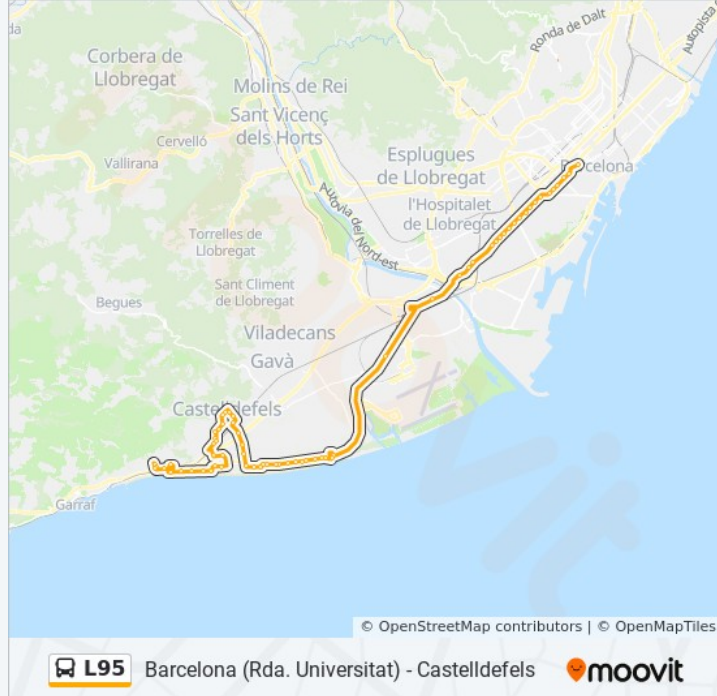 da
Corbera de
Llobregat
Ronda de Dalt
Autopista
Molins de Rei
Sant Vicenç
dels Horts
Cervelló
Vallirana
Esplugues
de Llobregat
Barcelona
l'Hospitalet
de Llobregat
Autovia del Nord-est
Torrelles de
Llobregat
Sant Climent
de Llobregat
Begues
Viladecans
Gavà
Castelldefels
Garraf
© OpenStreetMap contributors | © OpenMapTiles
L95 Barcelona (Rda. Universitat) - Castelldefels moovit